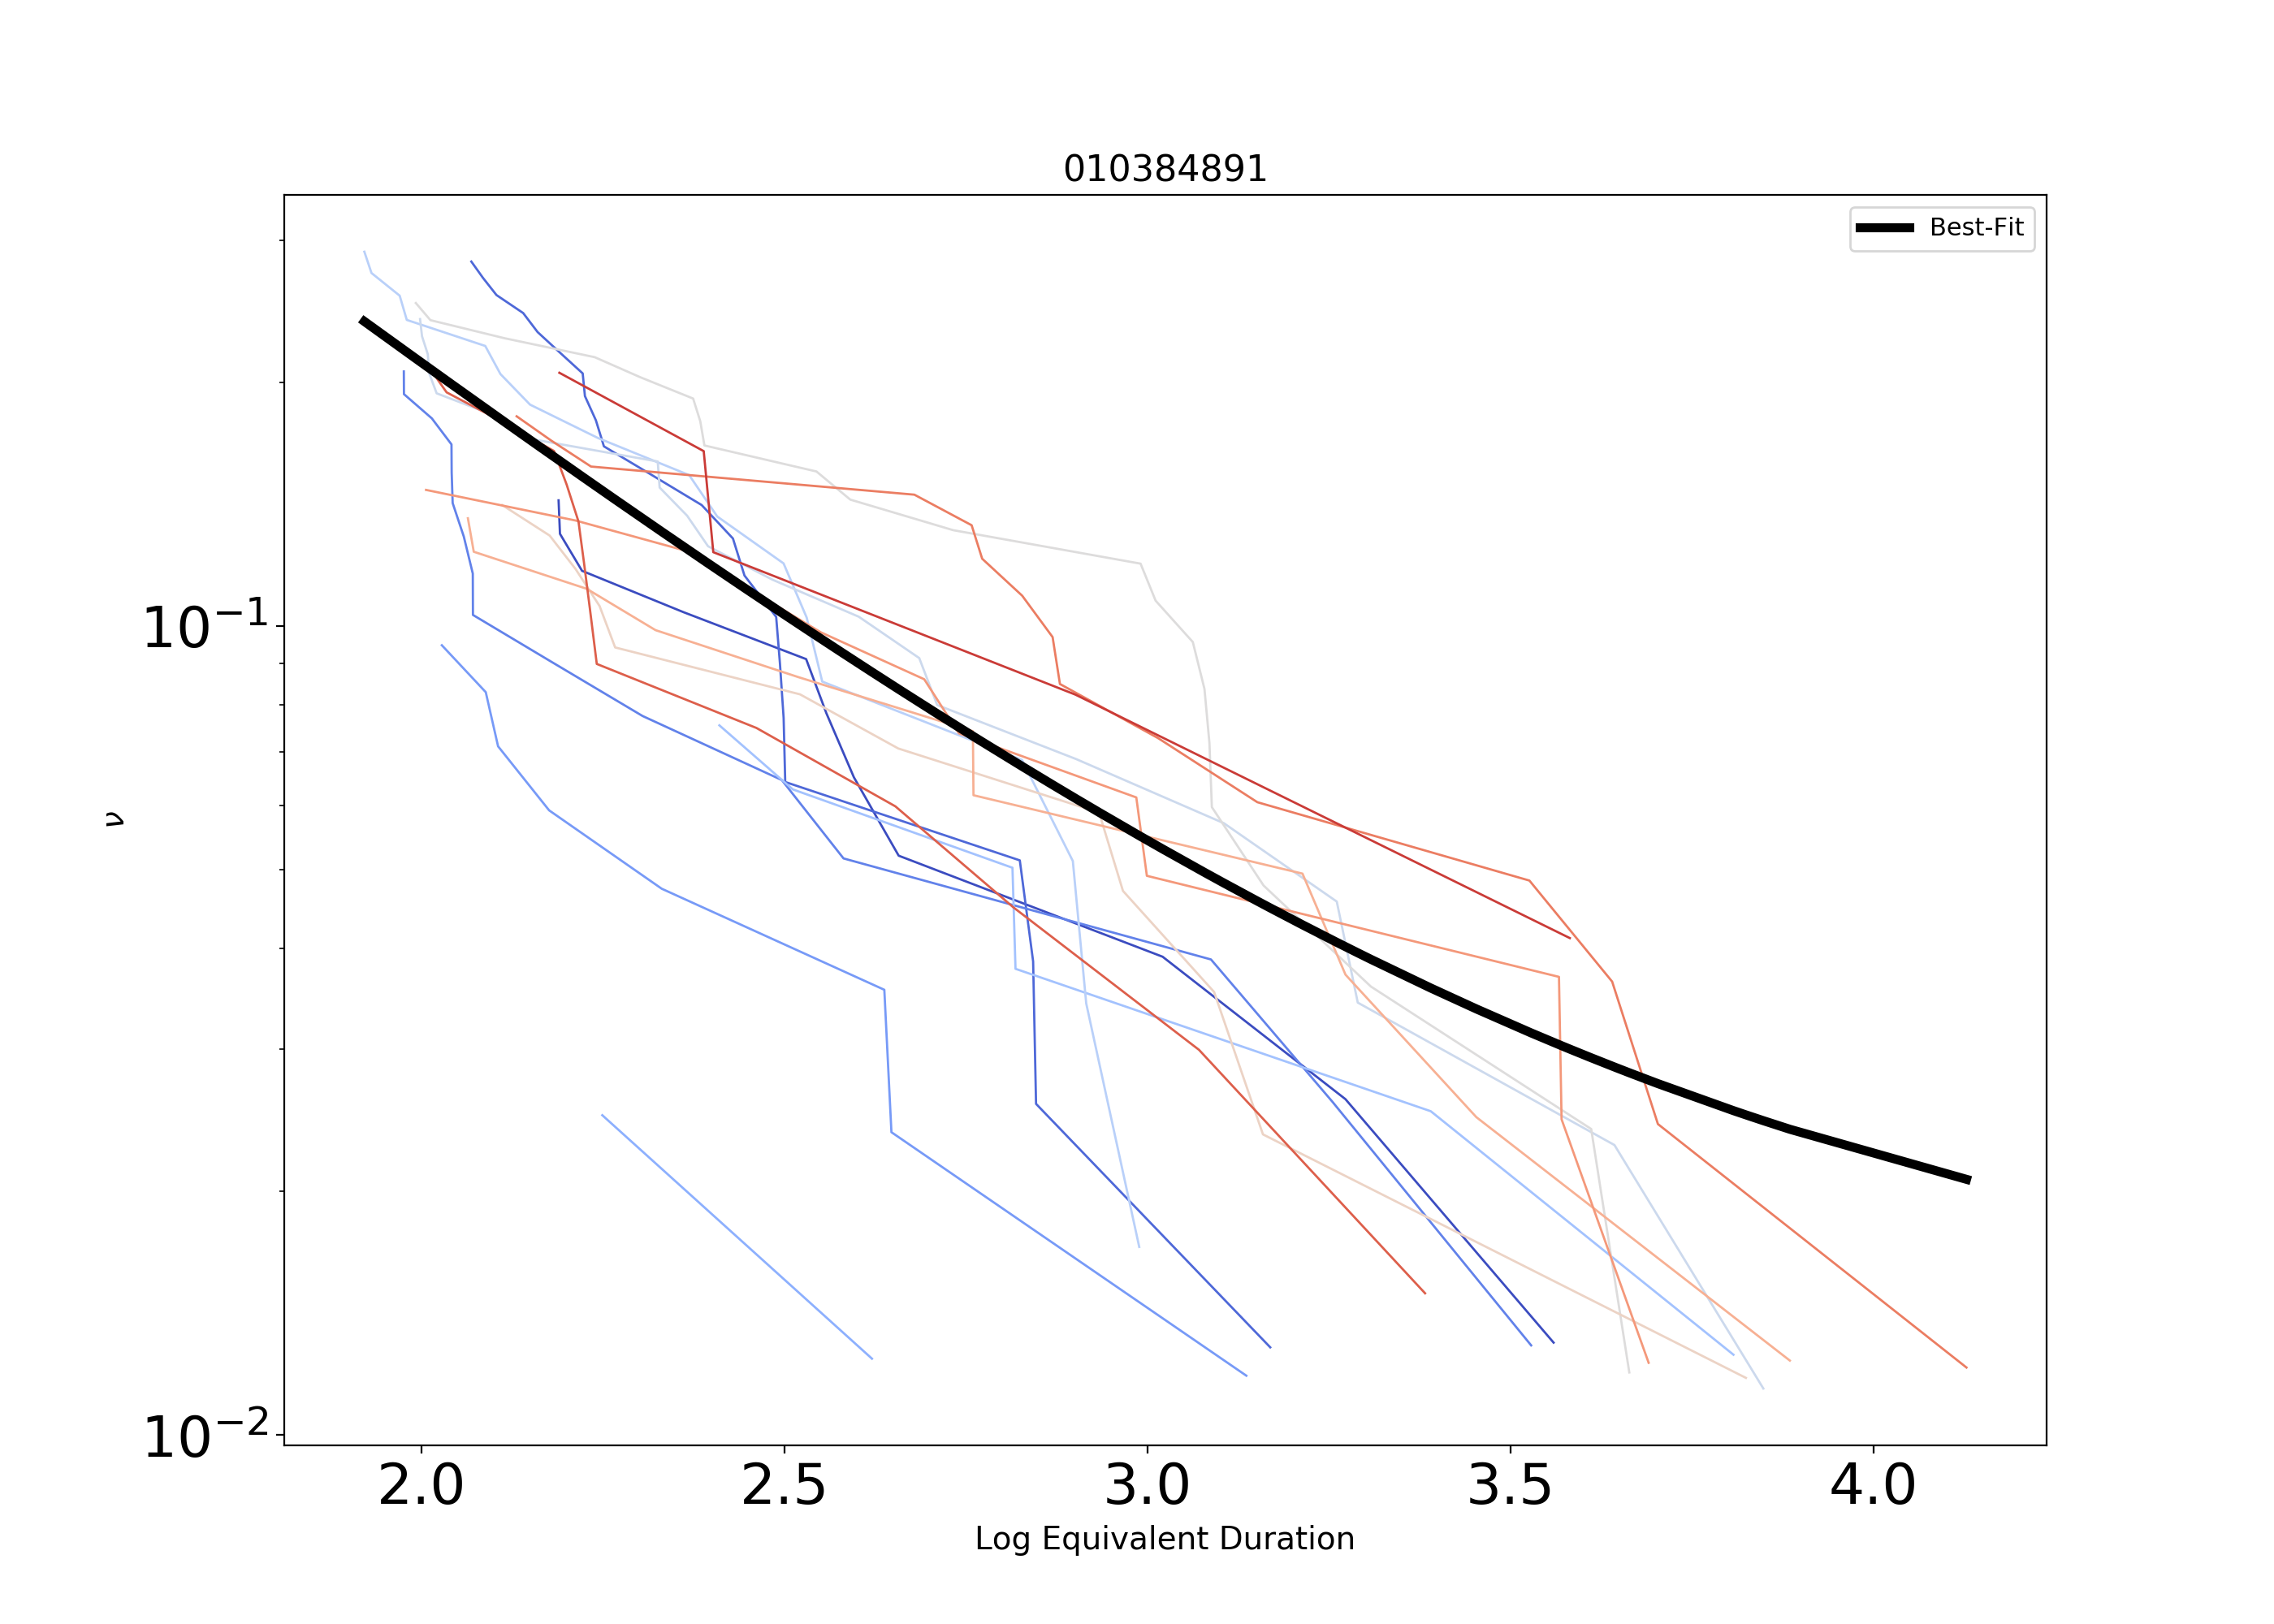 010384891
Best-Fit
10⁻¹
ν
10⁻²
2.0 2.5 3.0 3.5 4.0
Log Equivalent Duration